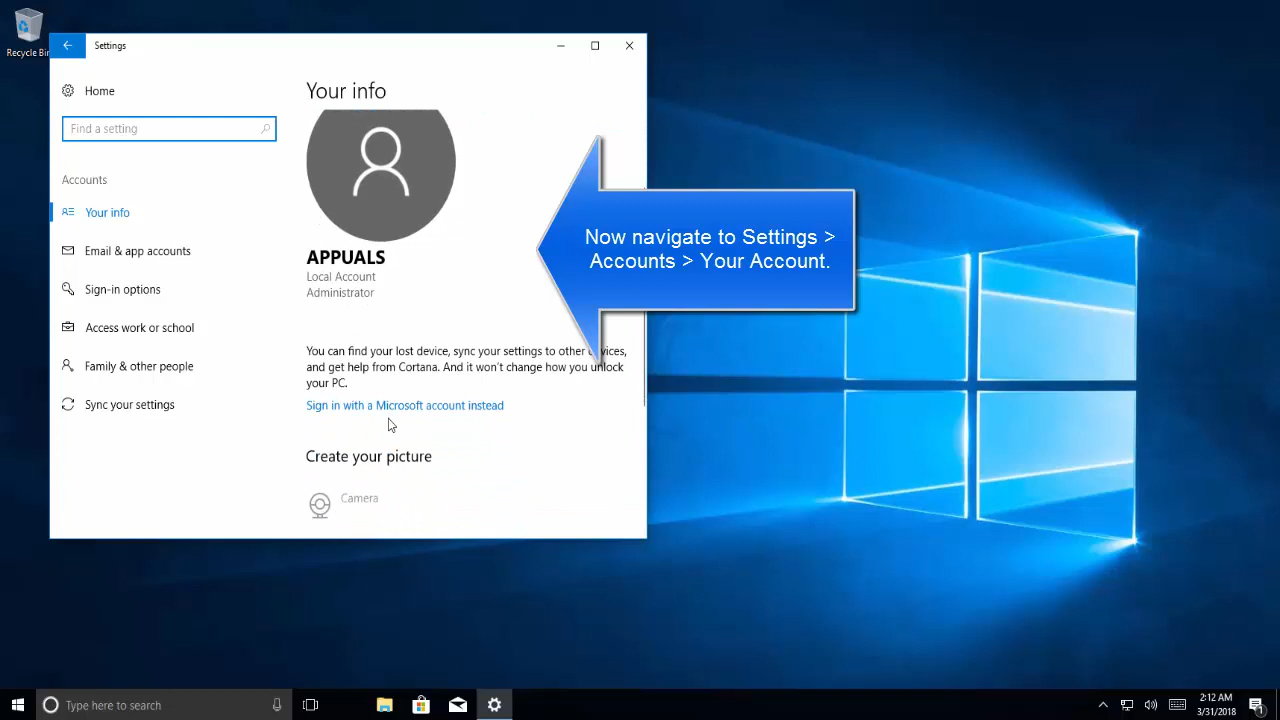 Recycle Bin
Settings
Home
Find a setting
Accounts
Your info
Email & app accounts
Sign-in options
Access work or school
Family & other people
Sync your settings
Your info
APPUALS
Local Account
Administrator
You can find your lost device, sync your settings to other devices,
and get help from Cortana. And it won't change how you unlock
your PC.
Sign in with a Microsoft account instead
Create your picture
Camera
Now navigate to Settings >
Accounts > Your Account.
Type here to search
2:12 AM
3/31/2018
1